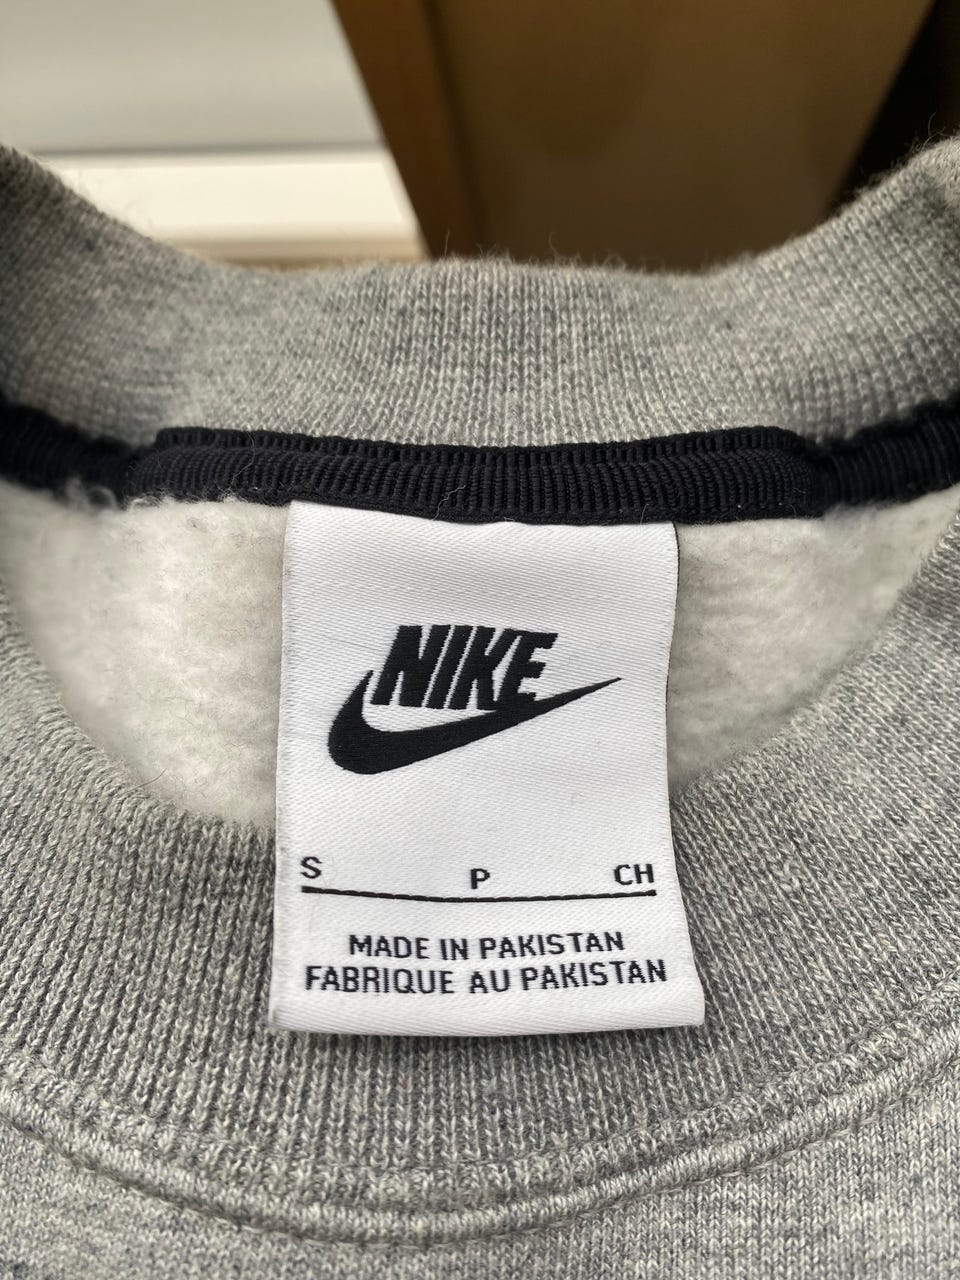 NIKE
S P CH
MADE IN PAKISTAN
FABRIQUE AU PAKISTAN